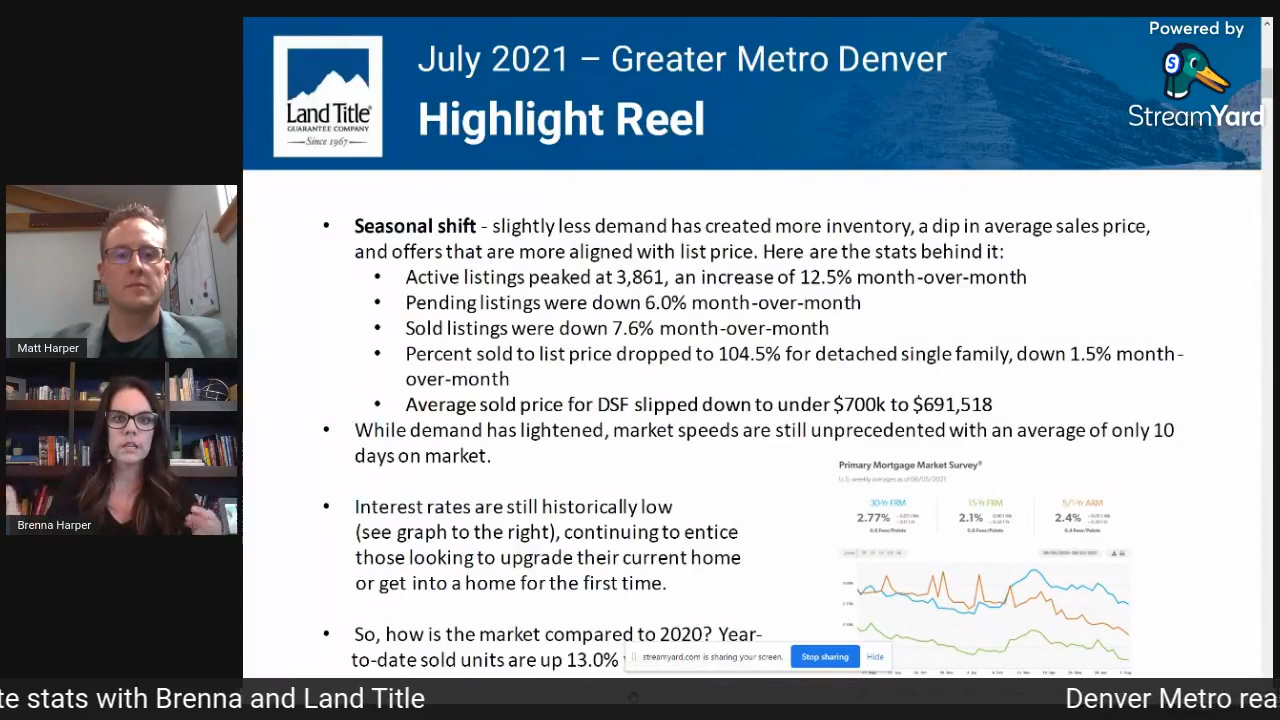 July 2021 – Greater Metro Denver
Highlight Reel
Land Title®
GUARANTEE COMPANY
Since 1967
Powered by
S
StreamYard
• Seasonal shift - slightly less demand has created more inventory, a dip in average sales price,
and offers that are more aligned with list price. Here are the stats behind it:
• Active listings peaked at 3,861, an increase of 12.5% month-over-month
• Pending listings were down 6.0% month-over-month
• Sold listings were down 7.6% month-over-month
• Percent sold to list price dropped to 104.5% for detached single family, down 1.5% month-
over-month
• Average sold price for DSF slipped down to under $700k to $691,518
• While demand has lightened, market speeds are still unprecedented with an average of only 10
days on market.
• Interest rates are still historically low
(see graph to the right), continuing to entice
those looking to upgrade their current home
or get into a home for the first time.
• So, how is the market compared to 2020? Year-
to-date sold units are up 13.0%
Primary Mortgage Market Survey®
U.S. weekly averages as of 08/05/2021
30-Yr FRM 15-Yr FRM 5/1-Yr ARM
2.77% 2.1% 2.4%
streamyard.com is sharing your screen. Stop sharing Hide
Matt Harper
Brenna Harper
te stats with Brenna and Land Title
Denver Metro rea